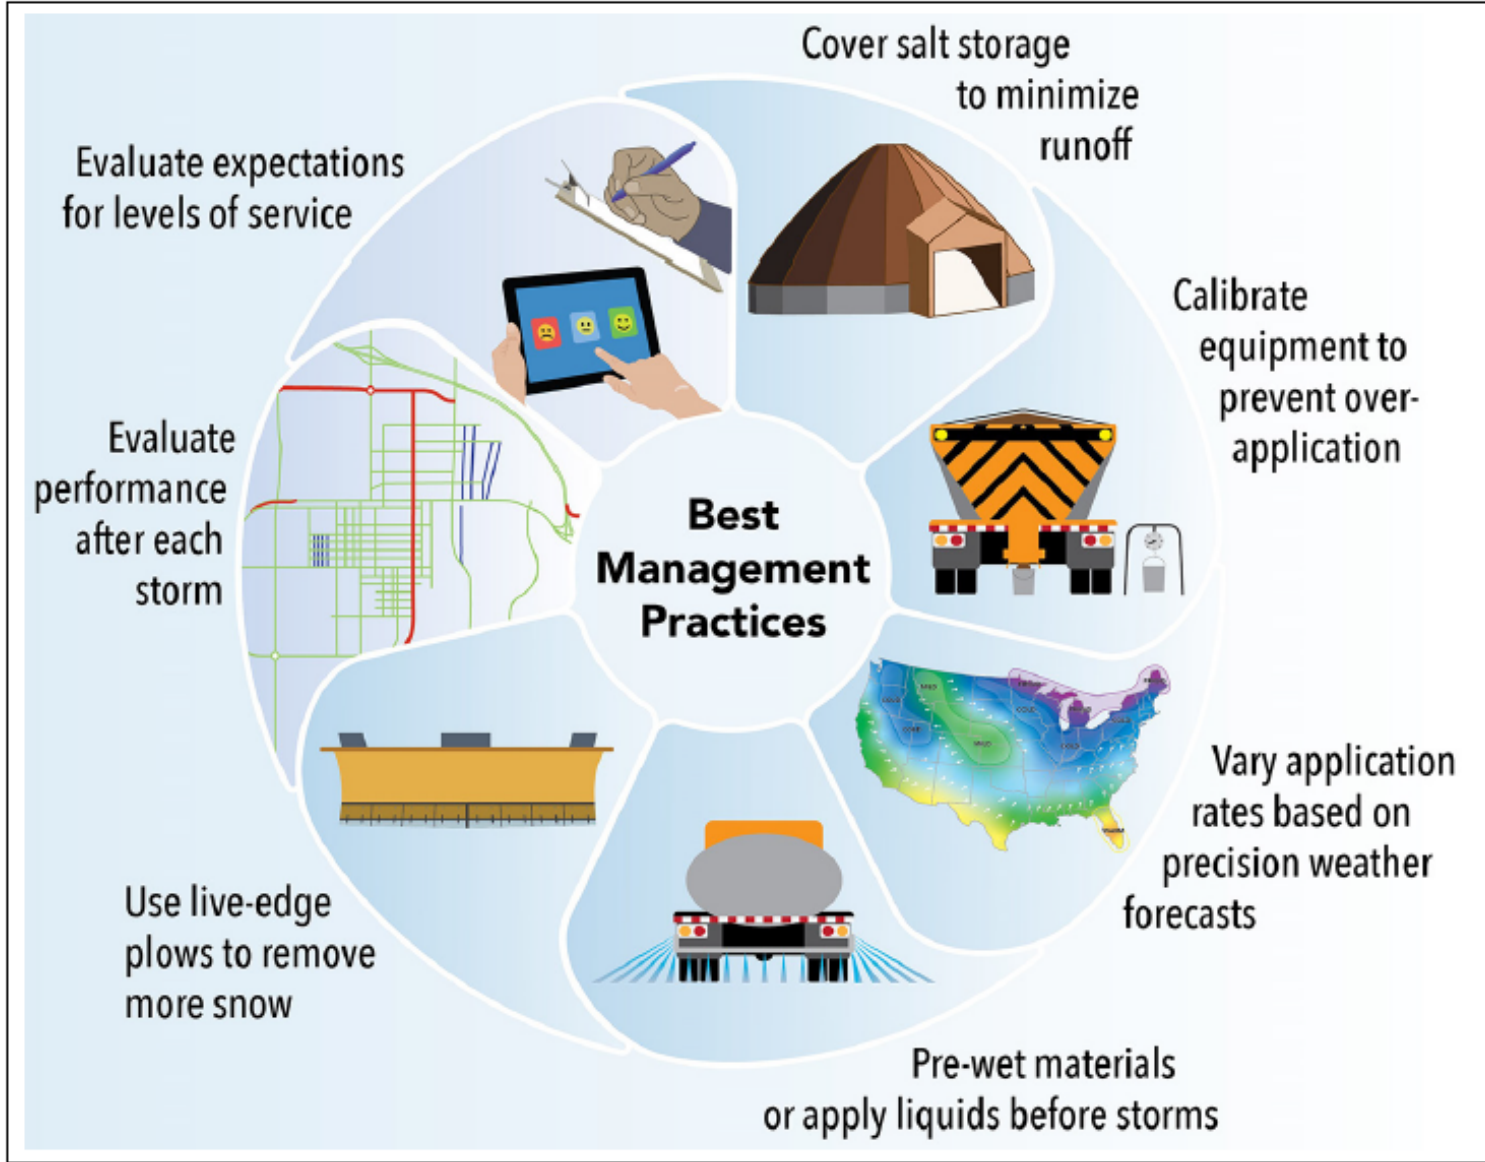 Cover salt storage
to minimize
runoff
Calibrate
equipment to
prevent over-
application
Vary application
rates based on
precision weather
forecasts
Pre-wet materials
or apply liquids before storms
Use live-edge
plows to remove
more snow
Evaluate
performance
after each
storm
Evaluate expectations
for levels of service
Best
Management
Practices
COLD
MILD